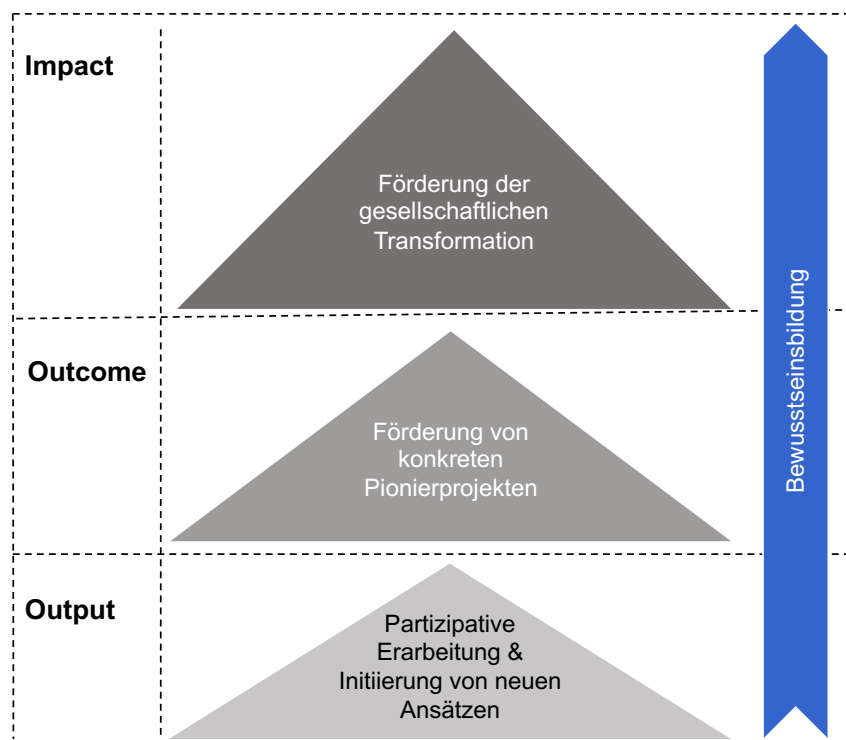 Impact
Förderung der
gesellschaftlichen
Transformation
Outcome
Förderung von
konkreten
Pionierprojekten
Output
Partizipative
Erarbeitung &
Initiierung von neuen
Ansätzen
Bewusstseinsbildung